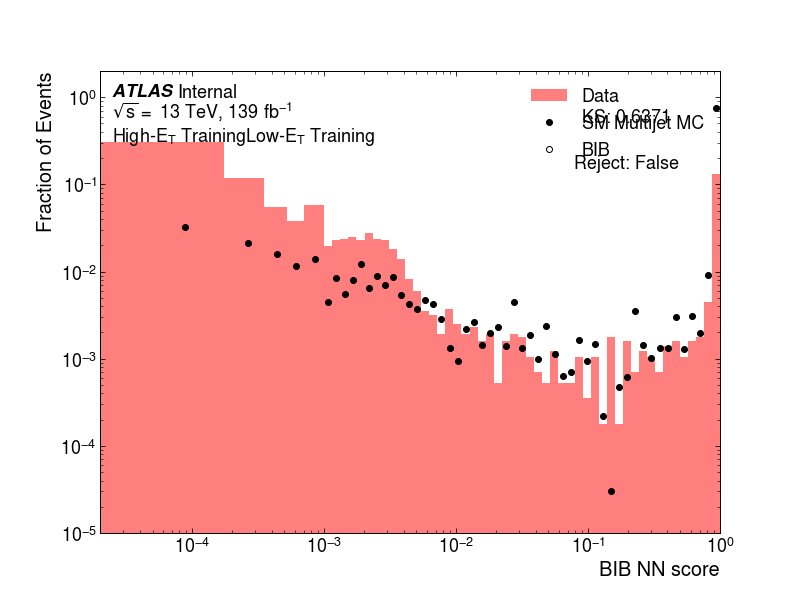 ATLAS Internal
√s = 13 TeV, 139 fb⁻¹
High-E_T TrainingLow-E_T Training
Data
KS: 0.6371
SM Multijet MC
BIB
Reject: False
Fraction of Events
10⁰
10⁻¹
10⁻²
10⁻³
10⁻⁴
10⁻⁵
10⁻⁴
10⁻³
10⁻²
10⁻¹
10⁰
BIB NN score